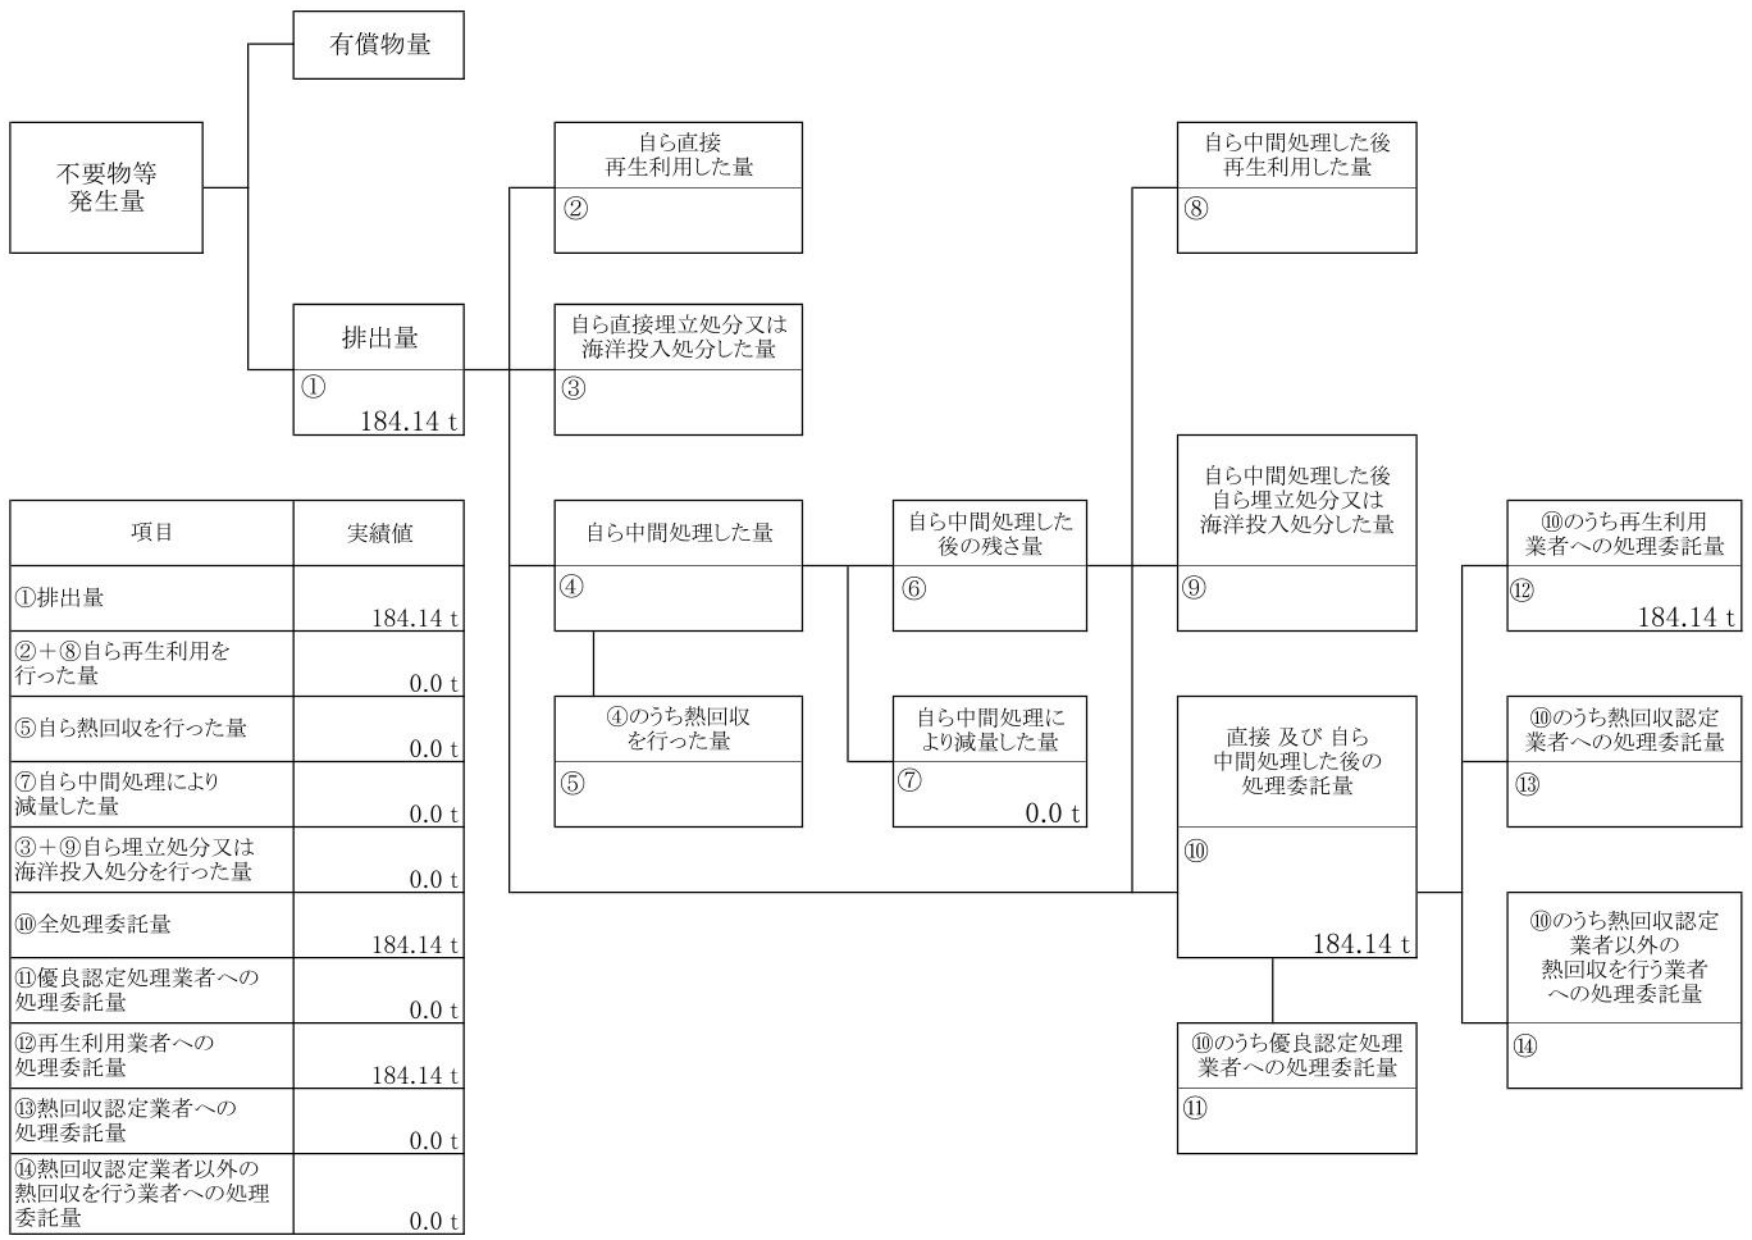 有償物量
不要物等
発生量
自ら直接
再生利用した量
②
自ら中間処理した後
再生利用した量
⑧
排出量
①
184.14 t
自ら直接埋立処分又は
海洋投入処分した量
③
自ら中間処理した量
④
自ら中間処理した
後の残さ量
⑥
自ら中間処理した後
自ら埋立処分又は
海洋投入処分した量
⑨
⑩のうち再生利用
業者への処理委託量
⑫
184.14 t
④のうち熱回収
を行った量
⑤
自ら中間処理に
より減量した量
⑦
0.0 t
直接 及び 自ら
中間処理した後の
処理委託量
⑩
184.14 t
⑩のうち熱回収認定
業者への処理委託量
⑬
⑩のうち熱回収認定
業者以外の
熱回収を行う業者
への処理委託量
⑭
⑩のうち優良認定処理
業者への処理委託量
⑪
項目 実績値
①排出量
184.14 t
②+⑧自ら再生利用を
行った量
0.0 t
⑤自ら熱回収を行った量
0.0 t
⑦自ら中間処理により
減量した量
0.0 t
③+⑨自ら埋立処分又は
海洋投入処分を行った量
0.0 t
⑩全処理委託量
184.14 t
⑪優良認定処理業者への
処理委託量
0.0 t
⑫再生利用業者への
処理委託量
184.14 t
⑬熱回収認定業者への
処理委託量
0.0 t
⑭熱回収認定業者以外の
熱回収を行う業者への処理
委託量
0.0 t